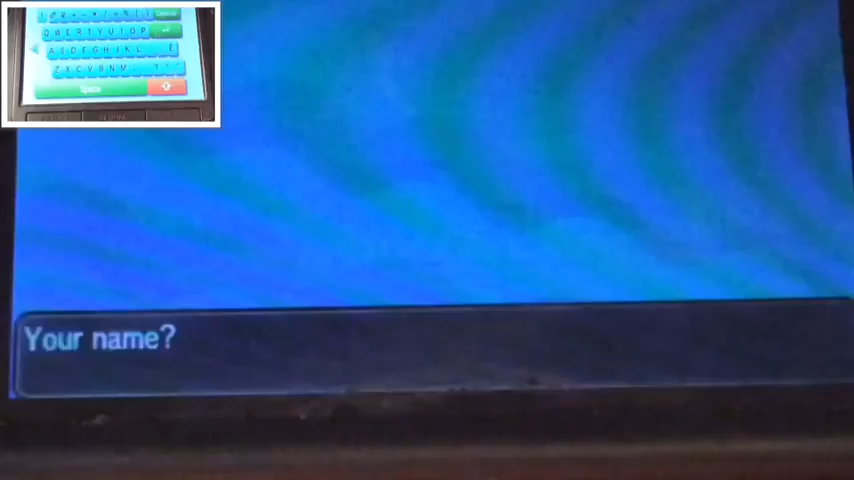 QWERTYUIOP
ASDFGHJKL
ZXCVBNM
Space
Your name?